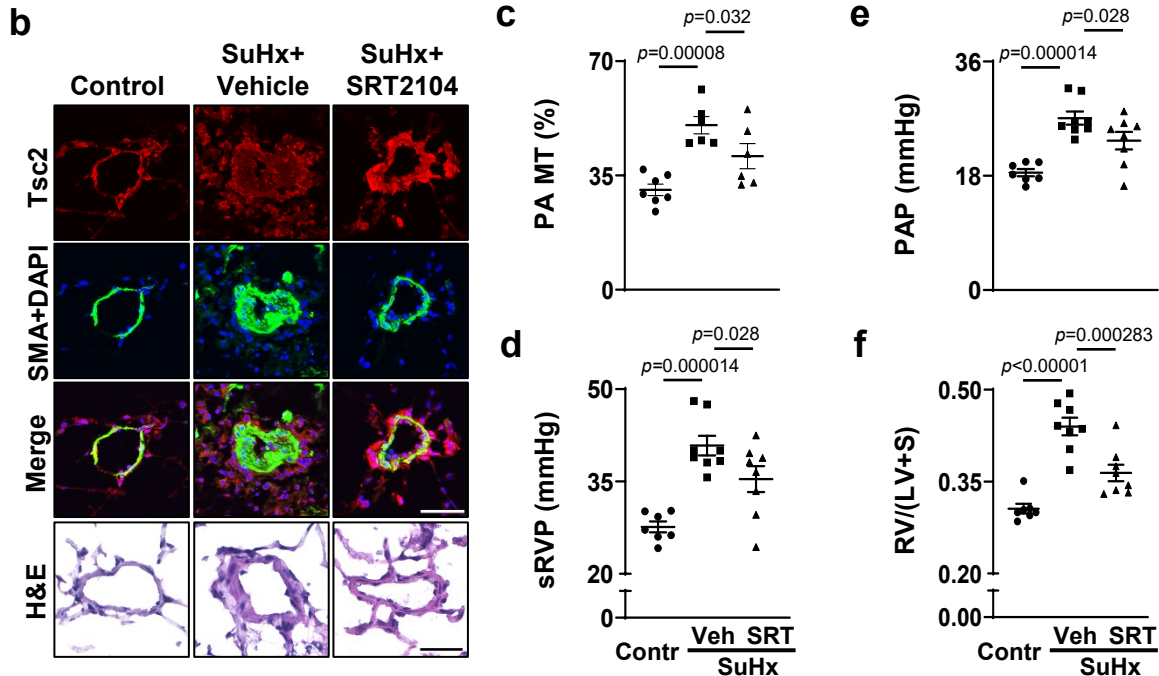 b
Control
SuHx+
Vehicle
SuHx+
SRT2104
Tsc2
SMA+DAPI
Merge
H&E
c
p=0.032
p=0.00008
70
35
0
PA MT (%)
e
p=0.028
p=0.000014
36
18
0
PAP (mmHg)
d
p=0.028
p=0.000014
50
35
20
0
sRVP (mmHg)
Contr
Veh SRT
SuHx
f
p=0.000283
p<0.00001
0.50
0.35
0.20
0.00
RV/(LV+S)
Contr
Veh SRT
SuHx